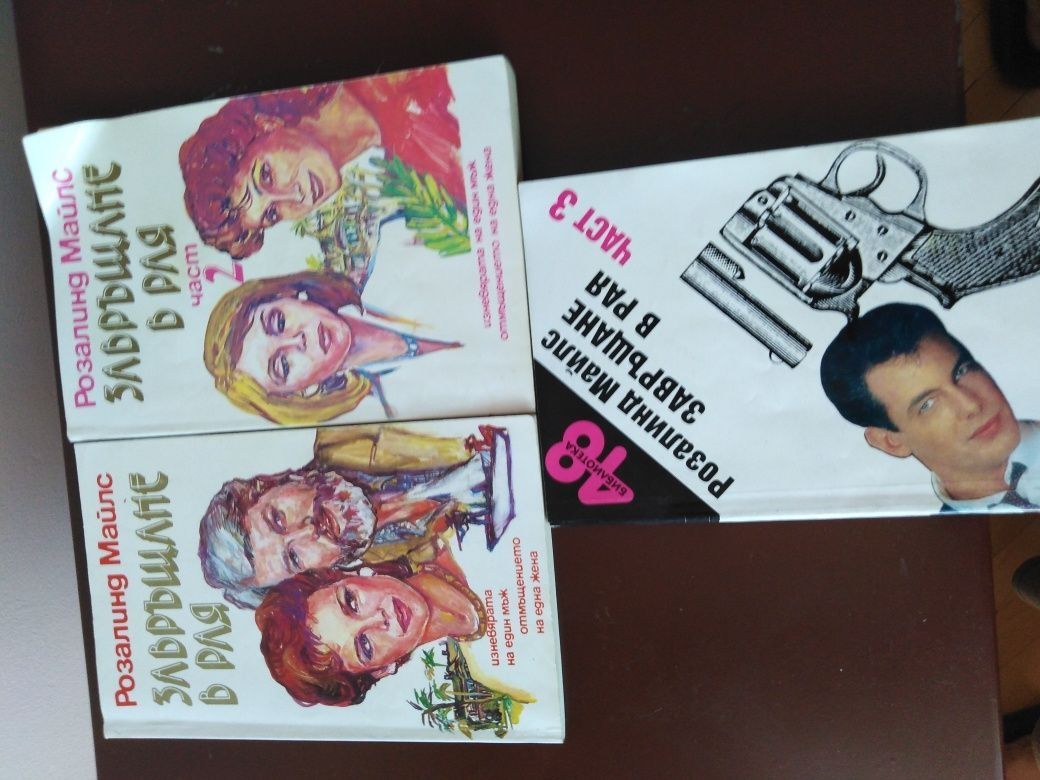 Розалинд Майлс
ЗАВРЪЩАНЕ
В РАЯ
част
2
изневярата на един мъж
отмъщението на една жена
Розалинд Майлс
ЗАВРЪЩАНЕ
В РАЯ
изневярата
на един мъж
отмъщението
на една жена
БИБЛИОТЕКА
48
Розалинд Майлс
ЗАВРЪЩАНЕ
В РАЯ
ЧАСТ 3